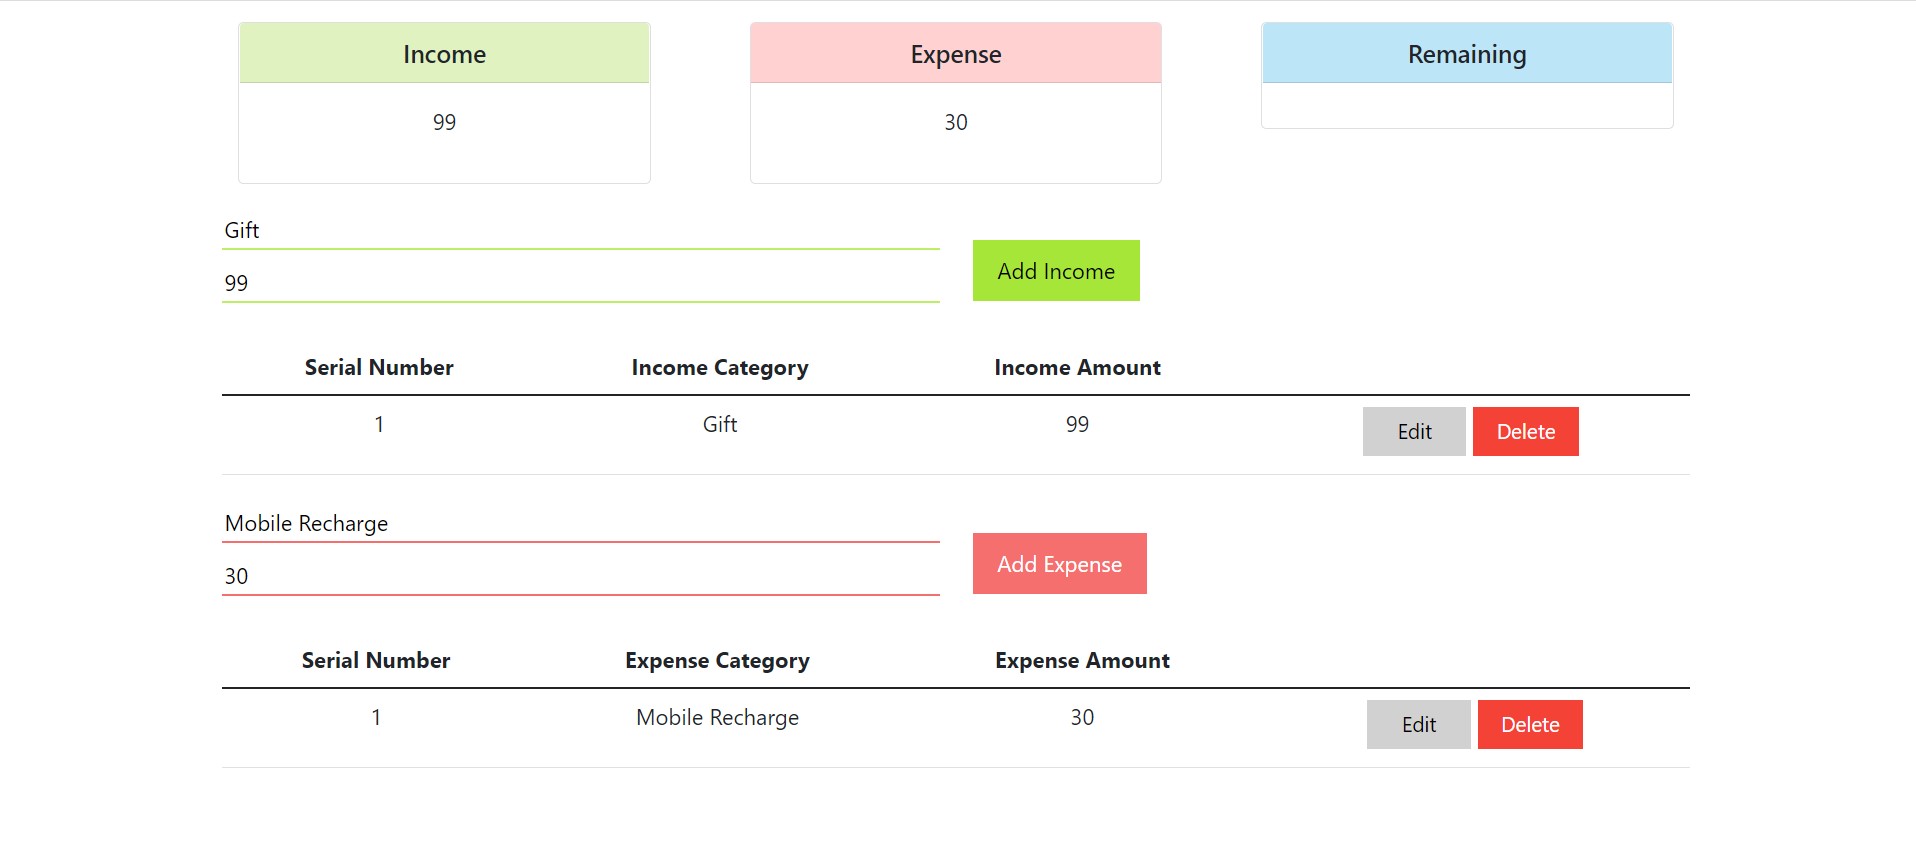 Income Expense Remaining
99 30
Gift
99
Add Income
Serial Number Income Category Income Amount
1 Gift 99 Edit Delete
Mobile Recharge
30
Add Expense
Serial Number Expense Category Expense Amount
1 Mobile Recharge 30 Edit Delete